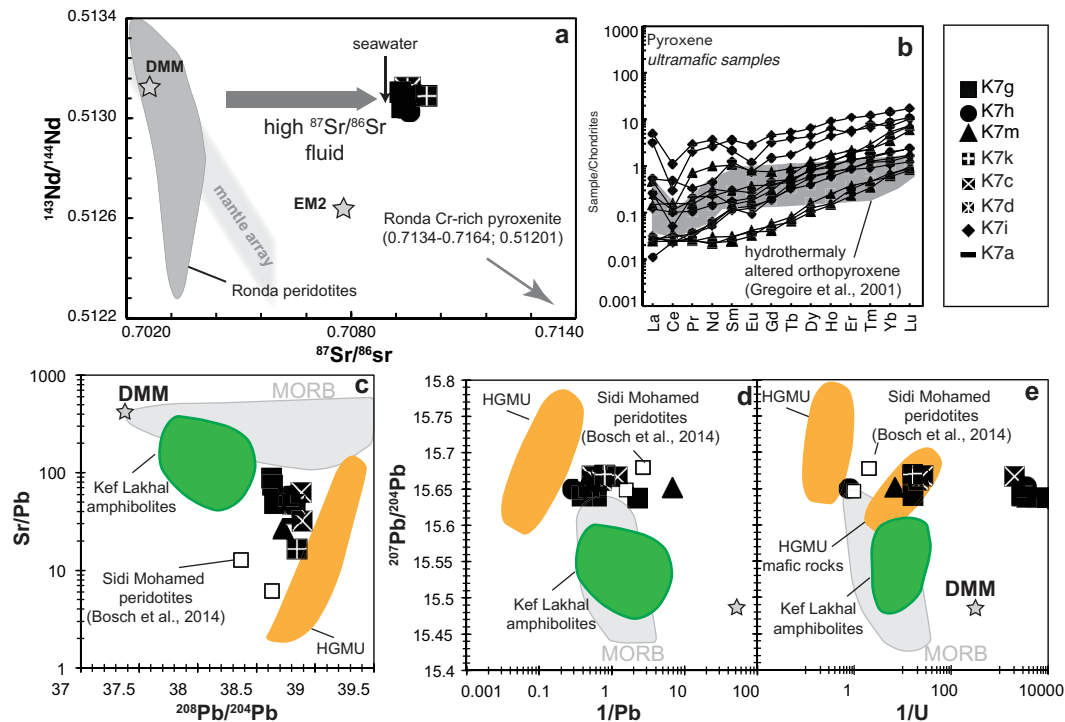 0.5134
0.5130
0.5126
0.5122
143Nd/144Nd
a
DMM
seawater
high 87Sr/86Sr
fluid
EM2
mantle array
Ronda Cr-rich pyroxenite
(0.7134-0.7164; 0.51201)
Ronda peridotites
0.7020
0.7080
0.7140
87Sr/86sr
Sample/Chondrites
1000
100
10
1
0.1
0.01
0.001
Pyroxene
ultramafic samples
b
hydrothermaly
altered orthopyroxene
(Gregoire et al., 2001)
La
Ce
Pr
Nd
Sm
Eu
Gd
Tb
Dy
Ho
Er
Tm
Yb
Lu
K7g
K7h
K7m
K7k
K7c
K7d
K7i
K7a
Sr/Pb
1000
100
10
1
DMM
MORB
c
Kef Lakhal
amphibolites
Sidi Mohamed
peridotites
(Bosch et al., 2014)
HGMU
37
37.5
38
38.5
39
39.5
208Pb/204Pb
207Pb/204Pb
15.8
15.75
15.7
15.65
15.6
15.55
15.5
15.45
15.4
HGMU
Sidi Mohamed
peridotites
(Bosch et al., 2014)
d
Kef Lakhal
amphibolites
MORB
0.001
0.1
1
10
100
1/Pb
HGMU
Sidi Mohamed
peridotites
(Bosch et al., 2014)
e
HGMU
mafic rocks
Kef Lakhal
amphibolites
DMM
MORB
1
100
10000
1/U